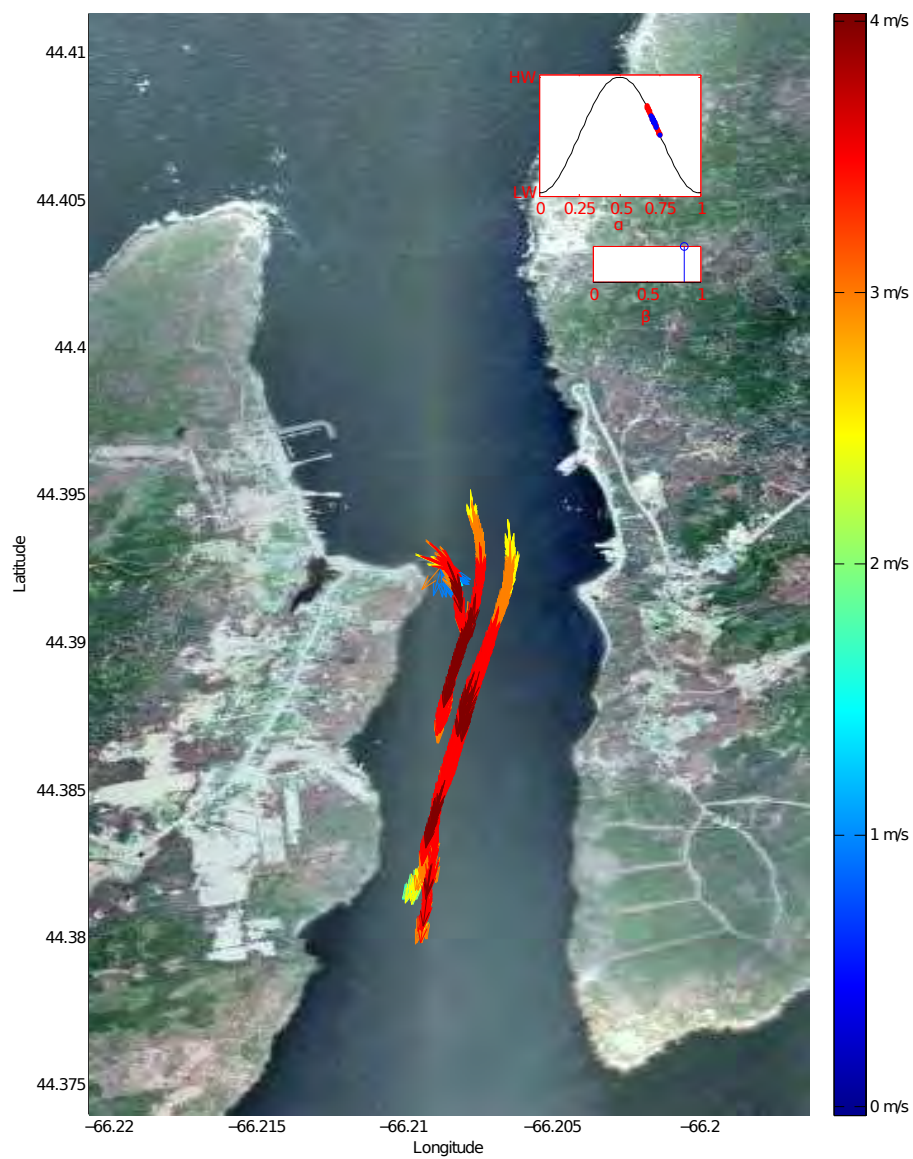 4 m/s
44.41
HW
44.405
LW
0 0.25 0.5 0.75 1
α
0 0.5 1
β
3 m/s
44.4
44.395
Latitude
2 m/s
44.39
44.385
1 m/s
44.38
44.375
0 m/s
−66.22 −66.215 −66.21 −66.205 −66.2
Longitude